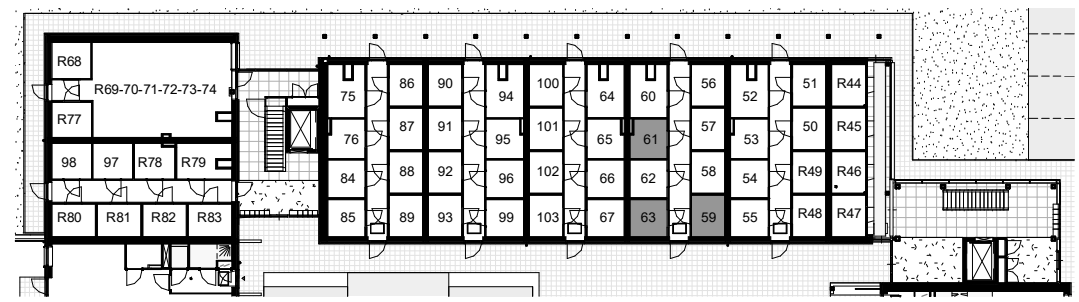 R68
R69-70-71-72-73-74
R77
98 97 R78 R79
R80 R81 R82 R83
75 86 90 94 100 64 60 56 52 51 R44
76 87 91 95 101 65 61 57 53 50 R45
84 88 92 96 102 66 62 58 54 R49 R46
85 89 93 99 103 67 63 59 55 R48 R47